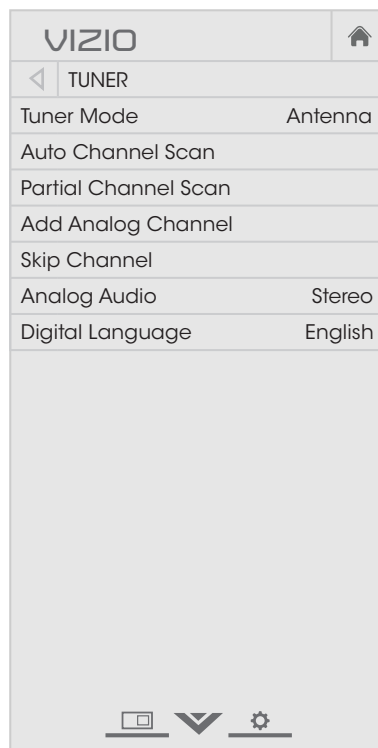 VIZIO
TUNER
Tuner Mode Antenna
Auto Channel Scan
Partial Channel Scan
Add Analog Channel
Skip Channel
Analog Audio Stereo
Digital Language English